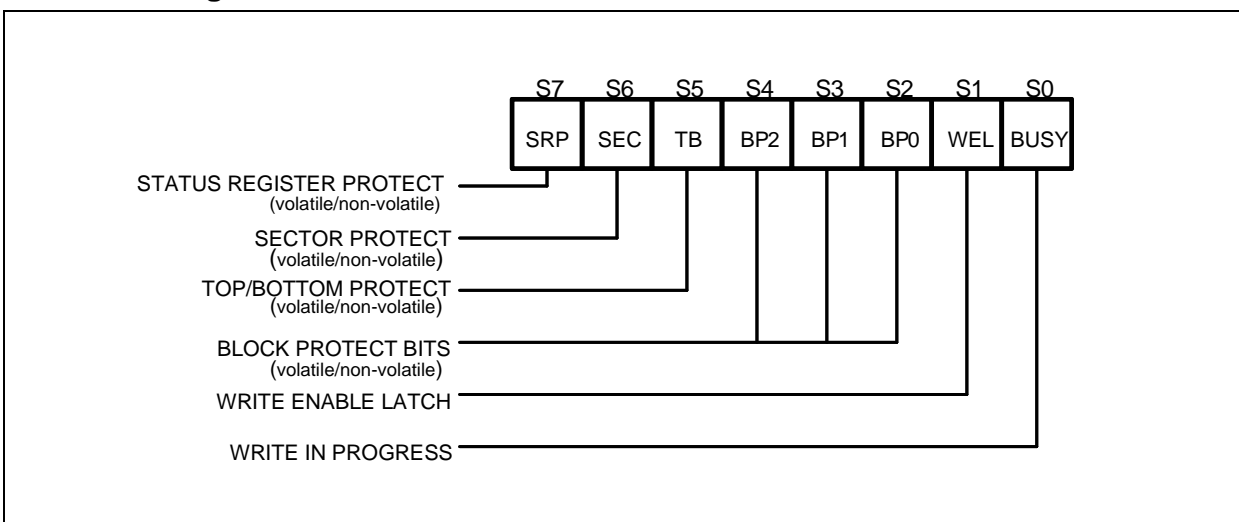 S7 S6 S5 S4 S3 S2 S1 S0
SRP SEC TB BP2 BP1 BP0 WEL BUSY
STATUS REGISTER PROTECT
(volatile/non-volatile)
SECTOR PROTECT
(volatile/non-volatile)
TOP/BOTTOM PROTECT
(volatile/non-volatile)
BLOCK PROTECT BITS
(volatile/non-volatile)
WRITE ENABLE LATCH
WRITE IN PROGRESS